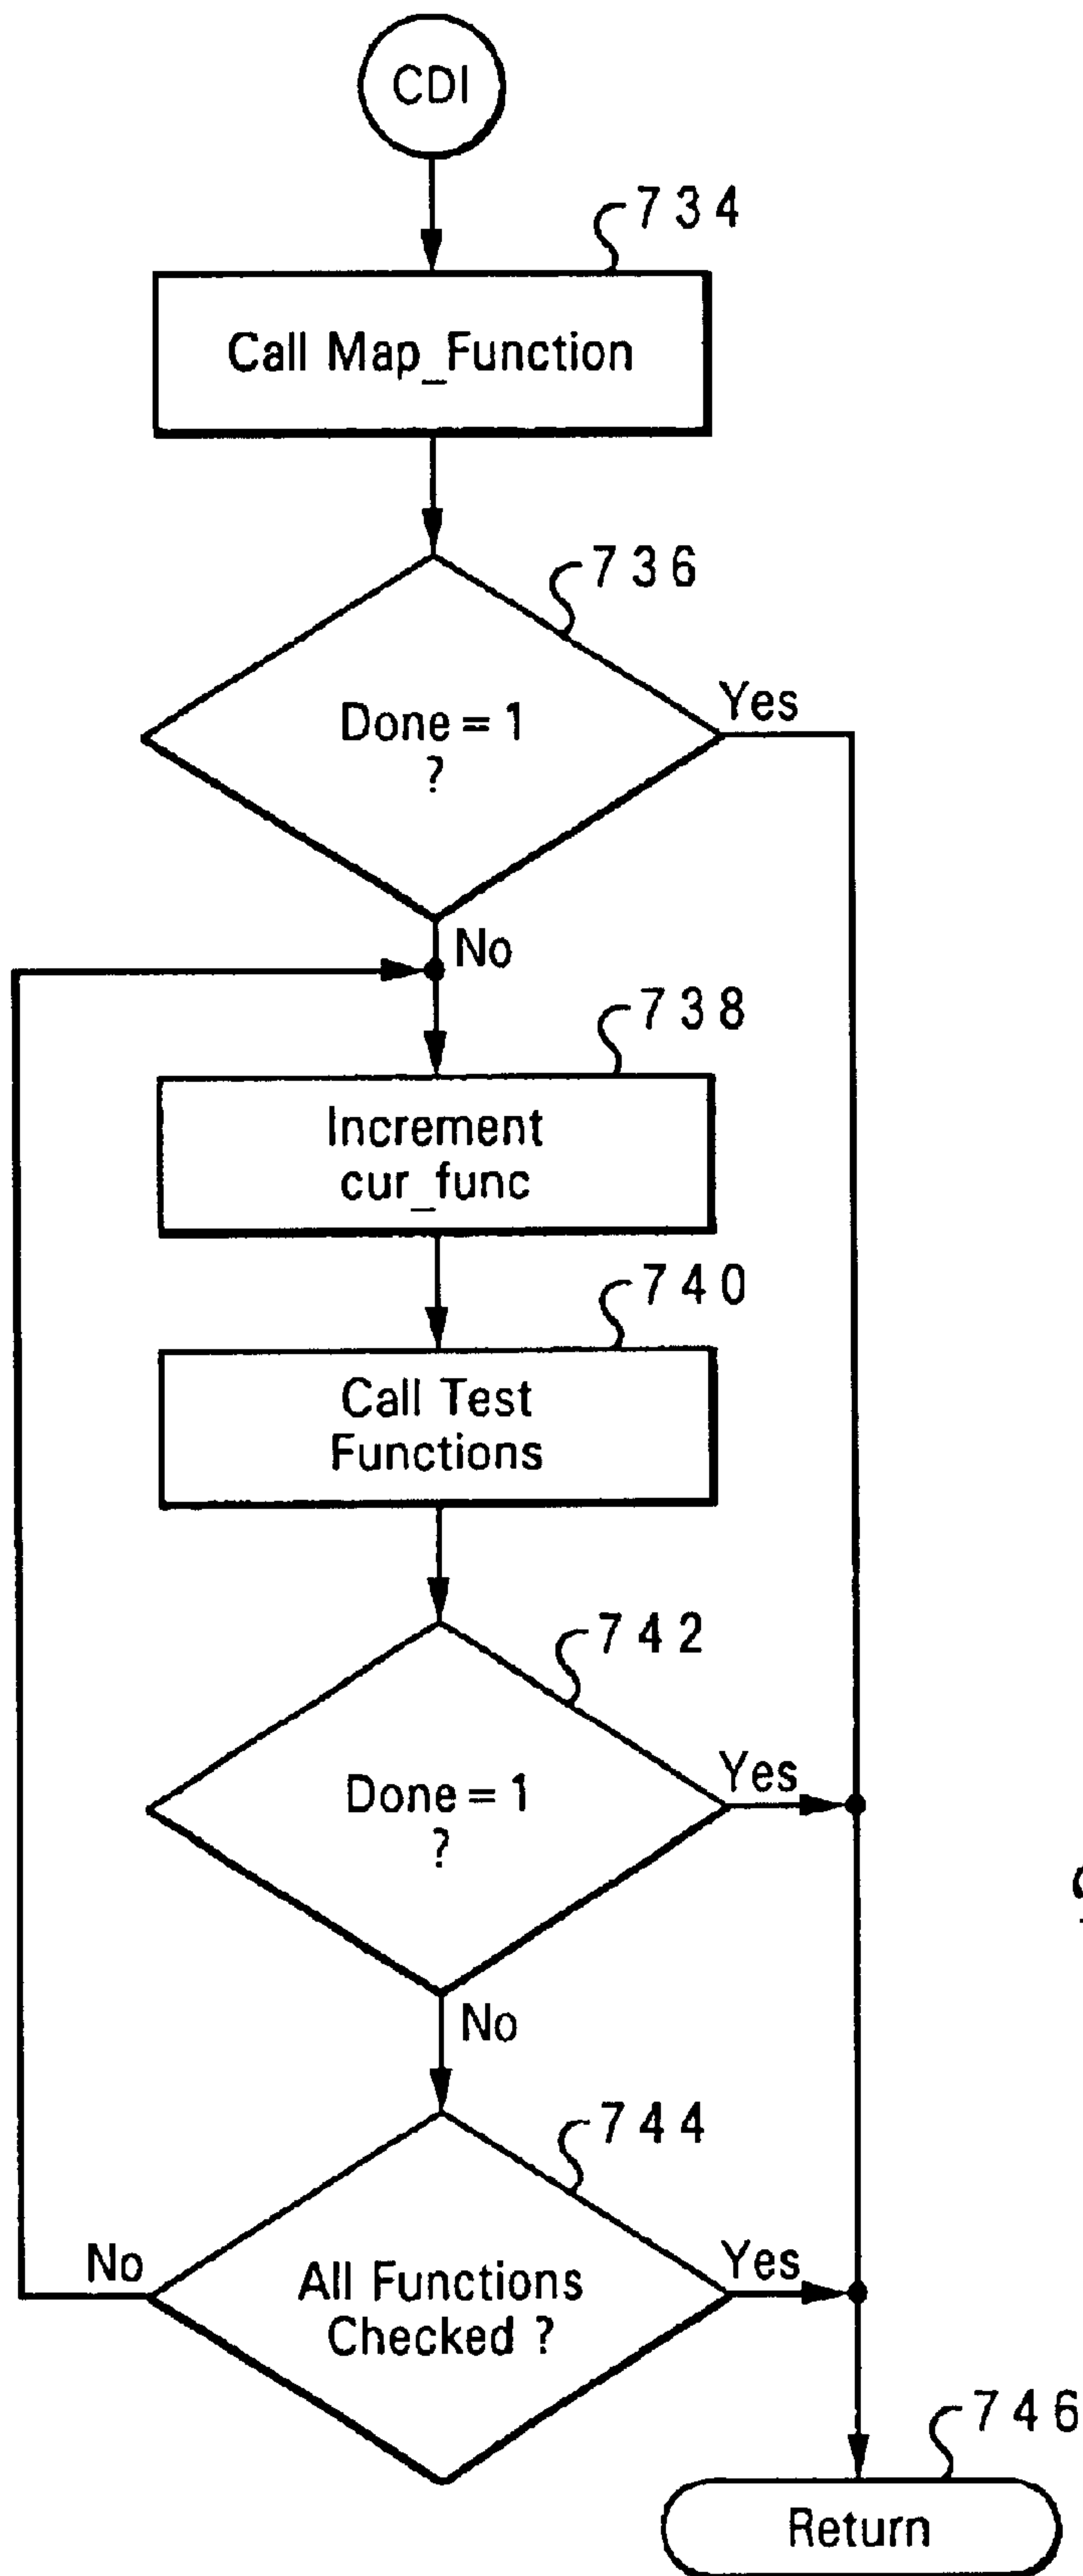 CDI
734
Call Map_Function
736
Done = 1
?
Yes
No
738
Increment
cur_func
740
Call Test
Functions
742
Done = 1
?
Yes
No
744
All Functions
Checked ?
No
Yes
746
Return